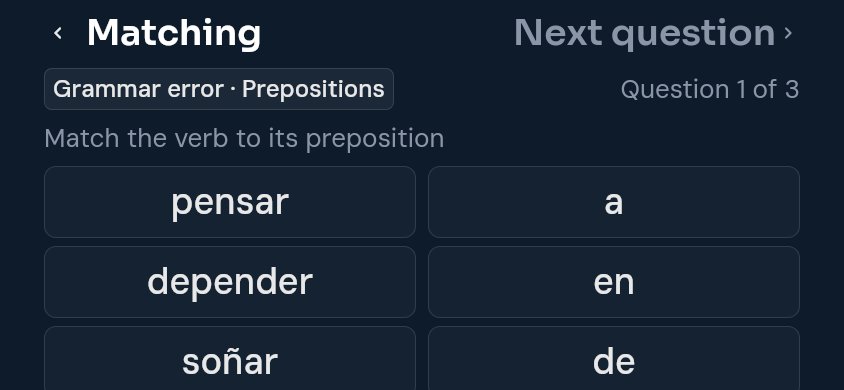 ‹ Matching
Next question ›
Grammar error · Prepositions
Question 1 of 3
Match the verb to its preposition
pensar
a
depender
en
soñar
de